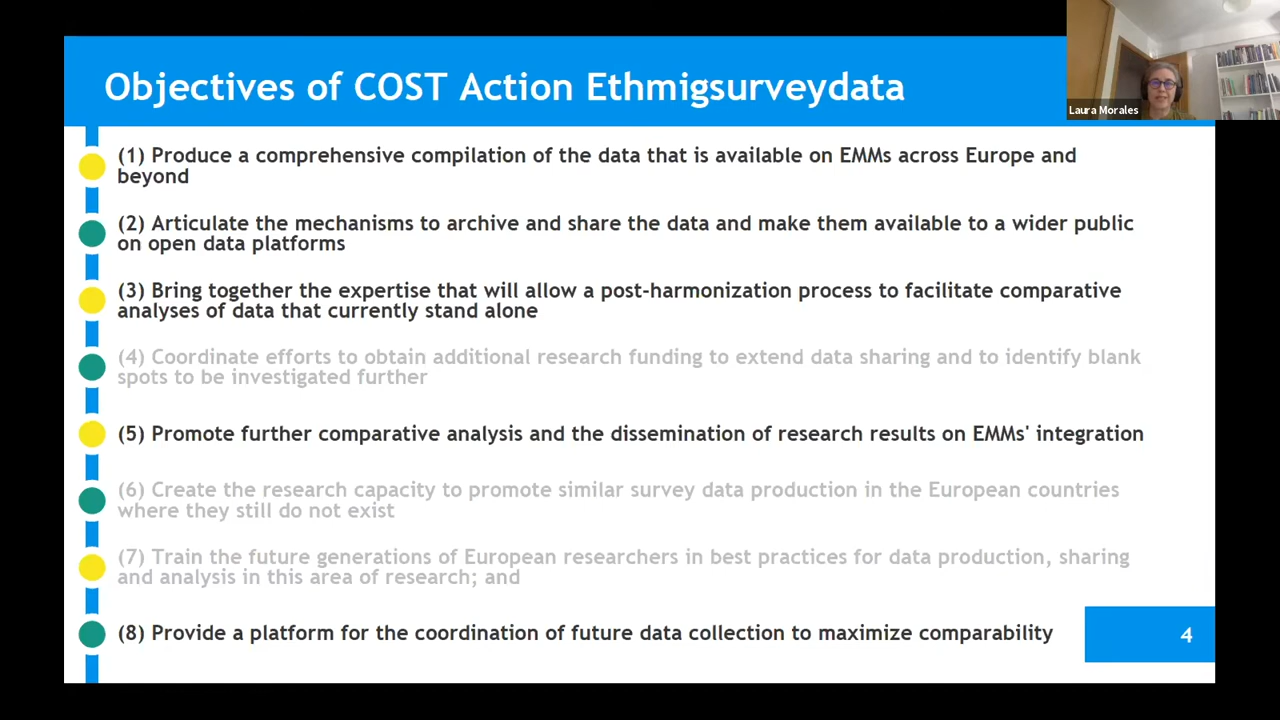 Objectives of COST Action Ethmigsurveydata
Laura Morales
(1) Produce a comprehensive compilation of the data that is available on EMMs across Europe and
beyond
(2) Articulate the mechanisms to archive and share the data and make them available to a wider public
on open data platforms
(3) Bring together the expertise that will allow a post-harmonization process to facilitate comparative
analyses of data that currently stand alone
(4) Coordinate efforts to obtain additional research funding to extend data sharing and to identify blank
spots to be investigated further
(5) Promote further comparative analysis and the dissemination of research results on EMMs' integration
(6) Create the research capacity to promote similar survey data production in the European countries
where they still do not exist
(7) Train the future generations of European researchers in best practices for data production, sharing
and analysis in this area of research; and
(8) Provide a platform for the coordination of future data collection to maximize comparability
4